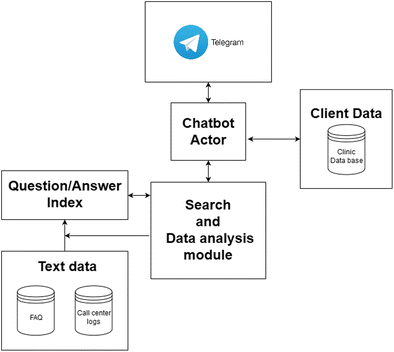 Telegram
Chatbot
Actor
Client Data
Clinic
Data base
Question/Answer
Index
Search
and
Data analysis
module
Text data
FAQ
Call center
logs